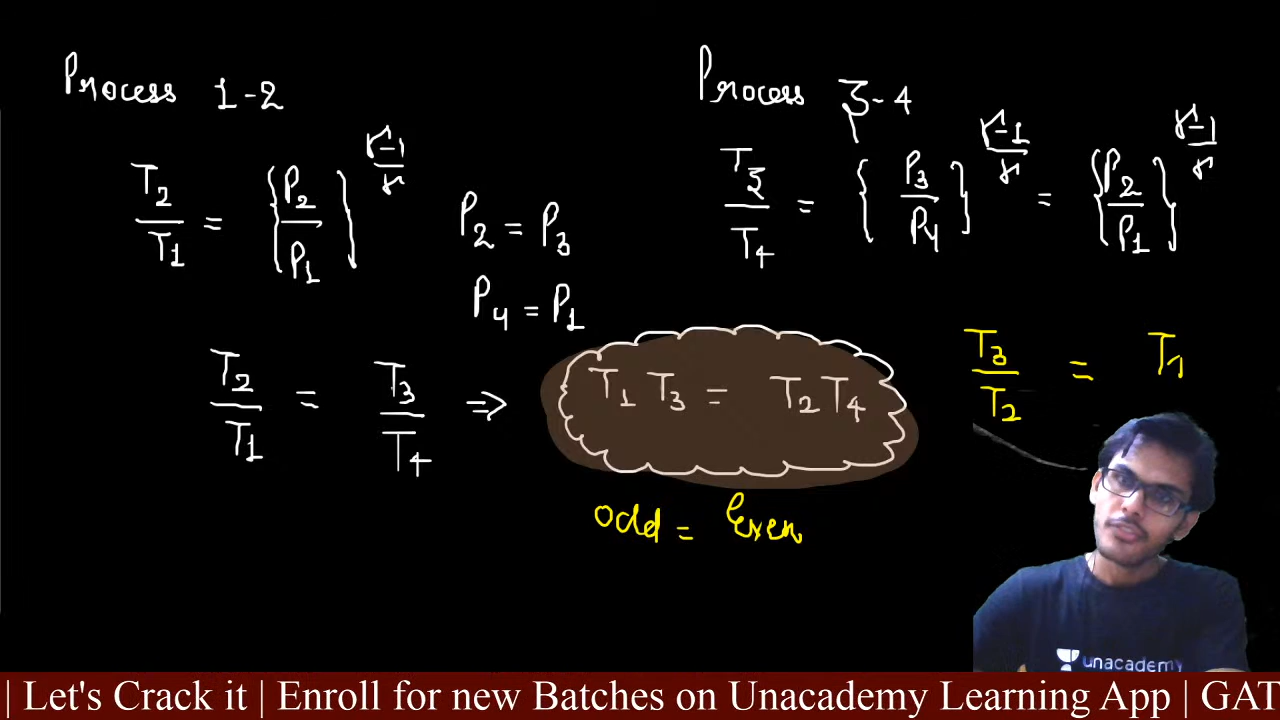 Process 1-2
T2/T1 = {P2/P1}^(γ-1)/γ
P2 = P3
P4 = P1
Process 3-4
T3/T4 = {P3/P4}^(γ-1)/γ = {P2/P1}^(γ-1)/γ
T2/T1 = T3/T4 ⇒ T1 T3 = T2 T4
odd = Even
T3/T2 = T1
unacademy
| Let's Crack it | Enroll for new Batches on Unacademy Learning App | GAT